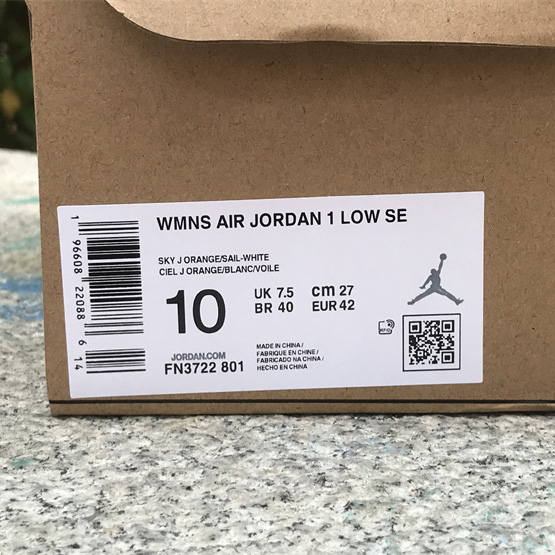 WMNS AIR JORDAN 1 LOW SE
SKY J ORANGE/SAIL-WHITE
CIEL J ORANGE/BLANC/VOILE
10
UK 7.5 cm 27
BR 40 EUR 42
JORDAN.COM
FN3722 801
MADE IN CHINA /
FABRIQUE EN CHINE /
FABRICADO NA CHINA /
HECHO EN CHINA
1 96608 22088 6 14